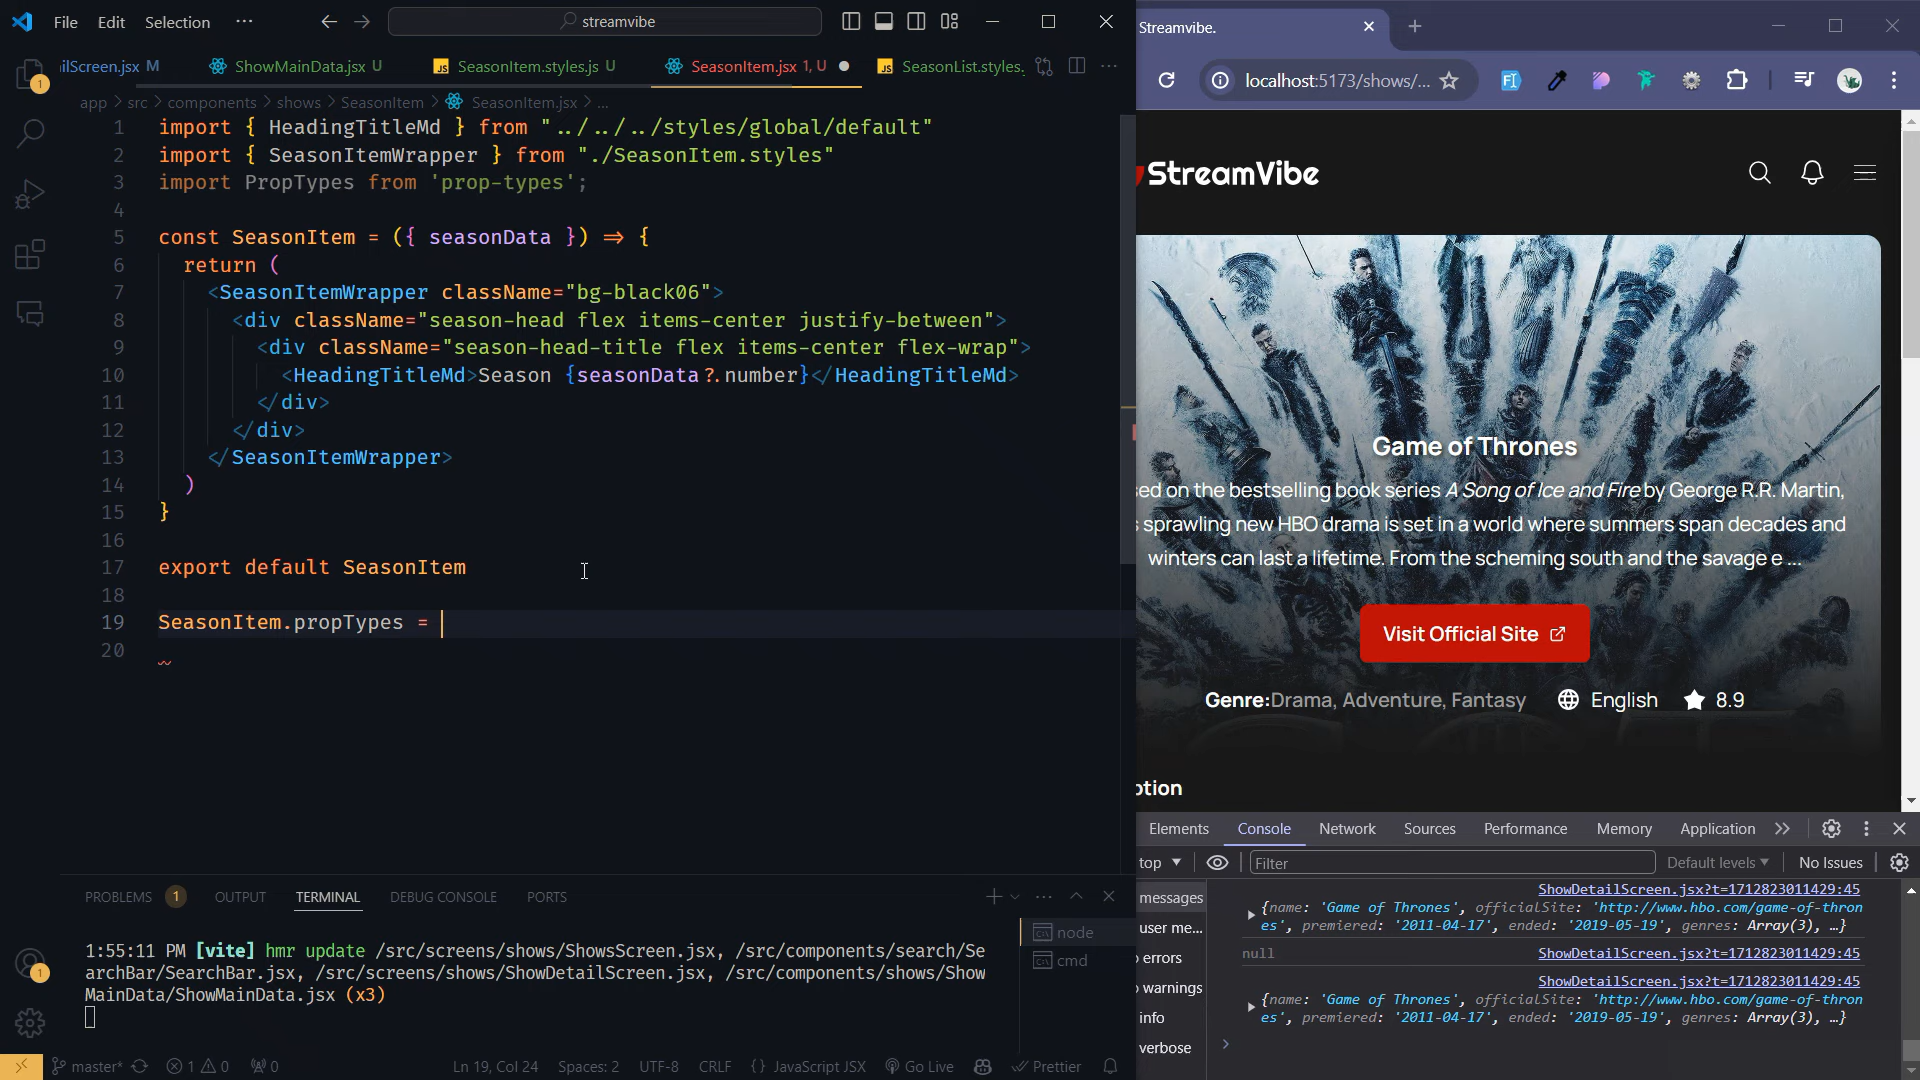 File Edit Selection ··· streamvibe
ilScreen.jsx M ShowMainData.jsx U JS SeasonItem.styles.js U SeasonItem.jsx 1, U JS SeasonList.styles.
app > src > components > shows > SeasonItem > SeasonItem.jsx > ...
1 import { HeadingTitleMd } from "../../../styles/global/default"
2 import { SeasonItemWrapper } from "./SeasonItem.styles"
3 import PropTypes from 'prop-types';
4
5 const SeasonItem = ({ seasonData }) => {
6 return (
7 <SeasonItemWrapper className="bg-black06">
8 <div className="season-head flex items-center justify-between">
9 <div className="season-head-title flex items-center flex-wrap">
10 <HeadingTitleMd>Season {seasonData?.number}</HeadingTitleMd>
11 </div>
12 </div>
13 </SeasonItemWrapper>
14 )
15 }
16
17 export default SeasonItem
18
19 SeasonItem.propTypes =
20
PROBLEMS 1 OUTPUT TERMINAL DEBUG CONSOLE PORTS
1:55:11 PM [vite] hmr update /src/screens/shows/ShowsScreen.jsx, /src/components/search/Se
archBar/SearchBar.jsx, /src/screens/shows/ShowDetailScreen.jsx, /src/components/shows/Show
MainData/ShowMainData.jsx (x3)
node
cmd
master* 1 0 0 Ln 19, Col 24 Spaces: 2 UTF-8 CRLF {} JavaScript JSX Go Live Prettier
Streamvibe.
localhost:5173/shows/...
StreamVibe
Game of Thrones
ed on the bestselling book series A Song of Ice and Fire by George R.R. Martin,
s sprawling new HBO drama is set in a world where summers span decades and
winters can last a lifetime. From the scheming south and the savage e ...
Visit Official Site
Genre:Drama, Adventure, Fantasy English 8.9
otion
Elements Console Network Sources Performance Memory Application
top Filter Default levels No Issues
messages
user me...
errors
warnings
info
verbose
ShowDetailScreen.jsx?t=1712823011429:45
{name: 'Game of Thrones', officialSite: 'http://www.hbo.com/game-of-thron
es', premiered: '2011-04-17', ended: '2019-05-19', genres: Array(3), …}
null ShowDetailScreen.jsx?t=1712823011429:45
ShowDetailScreen.jsx?t=1712823011429:45
{name: 'Game of Thrones', officialSite: 'http://www.hbo.com/game-of-thron
es', premiered: '2011-04-17', ended: '2019-05-19', genres: Array(3), …}